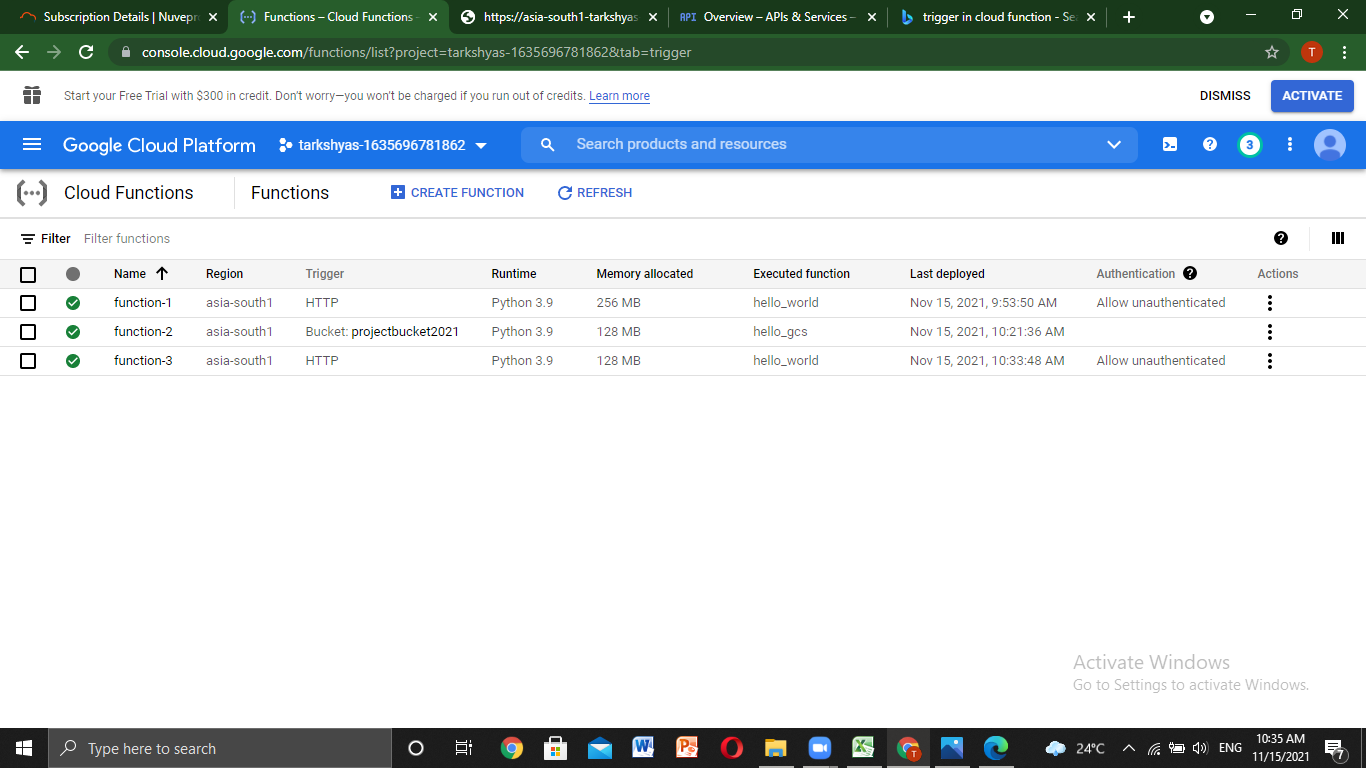 Subscription Details | Nuvepr
Functions – Cloud Functions –
https://asia-south1-tarkshyas
API Overview – APIs & Services –
trigger in cloud function - Se
console.cloud.google.com/functions/list?project=tarkshyas-1635696781862&tab=trigger
T
Start your Free Trial with $300 in credit. Don't worry—you won't be charged if you run out of credits. Learn more
DISMISS
ACTIVATE
Google Cloud Platform
tarkshyas-1635696781862
Search products and resources
3
Cloud Functions
Functions
CREATE FUNCTION
REFRESH
Filter Filter functions
Name Region Trigger Runtime Memory allocated Executed function Last deployed Authentication Actions
function-1 asia-south1 HTTP Python 3.9 256 MB hello_world Nov 15, 2021, 9:53:50 AM Allow unauthenticated
function-2 asia-south1 Bucket: projectbucket2021 Python 3.9 128 MB hello_gcs Nov 15, 2021, 10:21:36 AM
function-3 asia-south1 HTTP Python 3.9 128 MB hello_world Nov 15, 2021, 10:33:48 AM Allow unauthenticated
Activate Windows
Go to Settings to activate Windows.
Type here to search
24°C
ENG
10:35 AM
11/15/2021
7